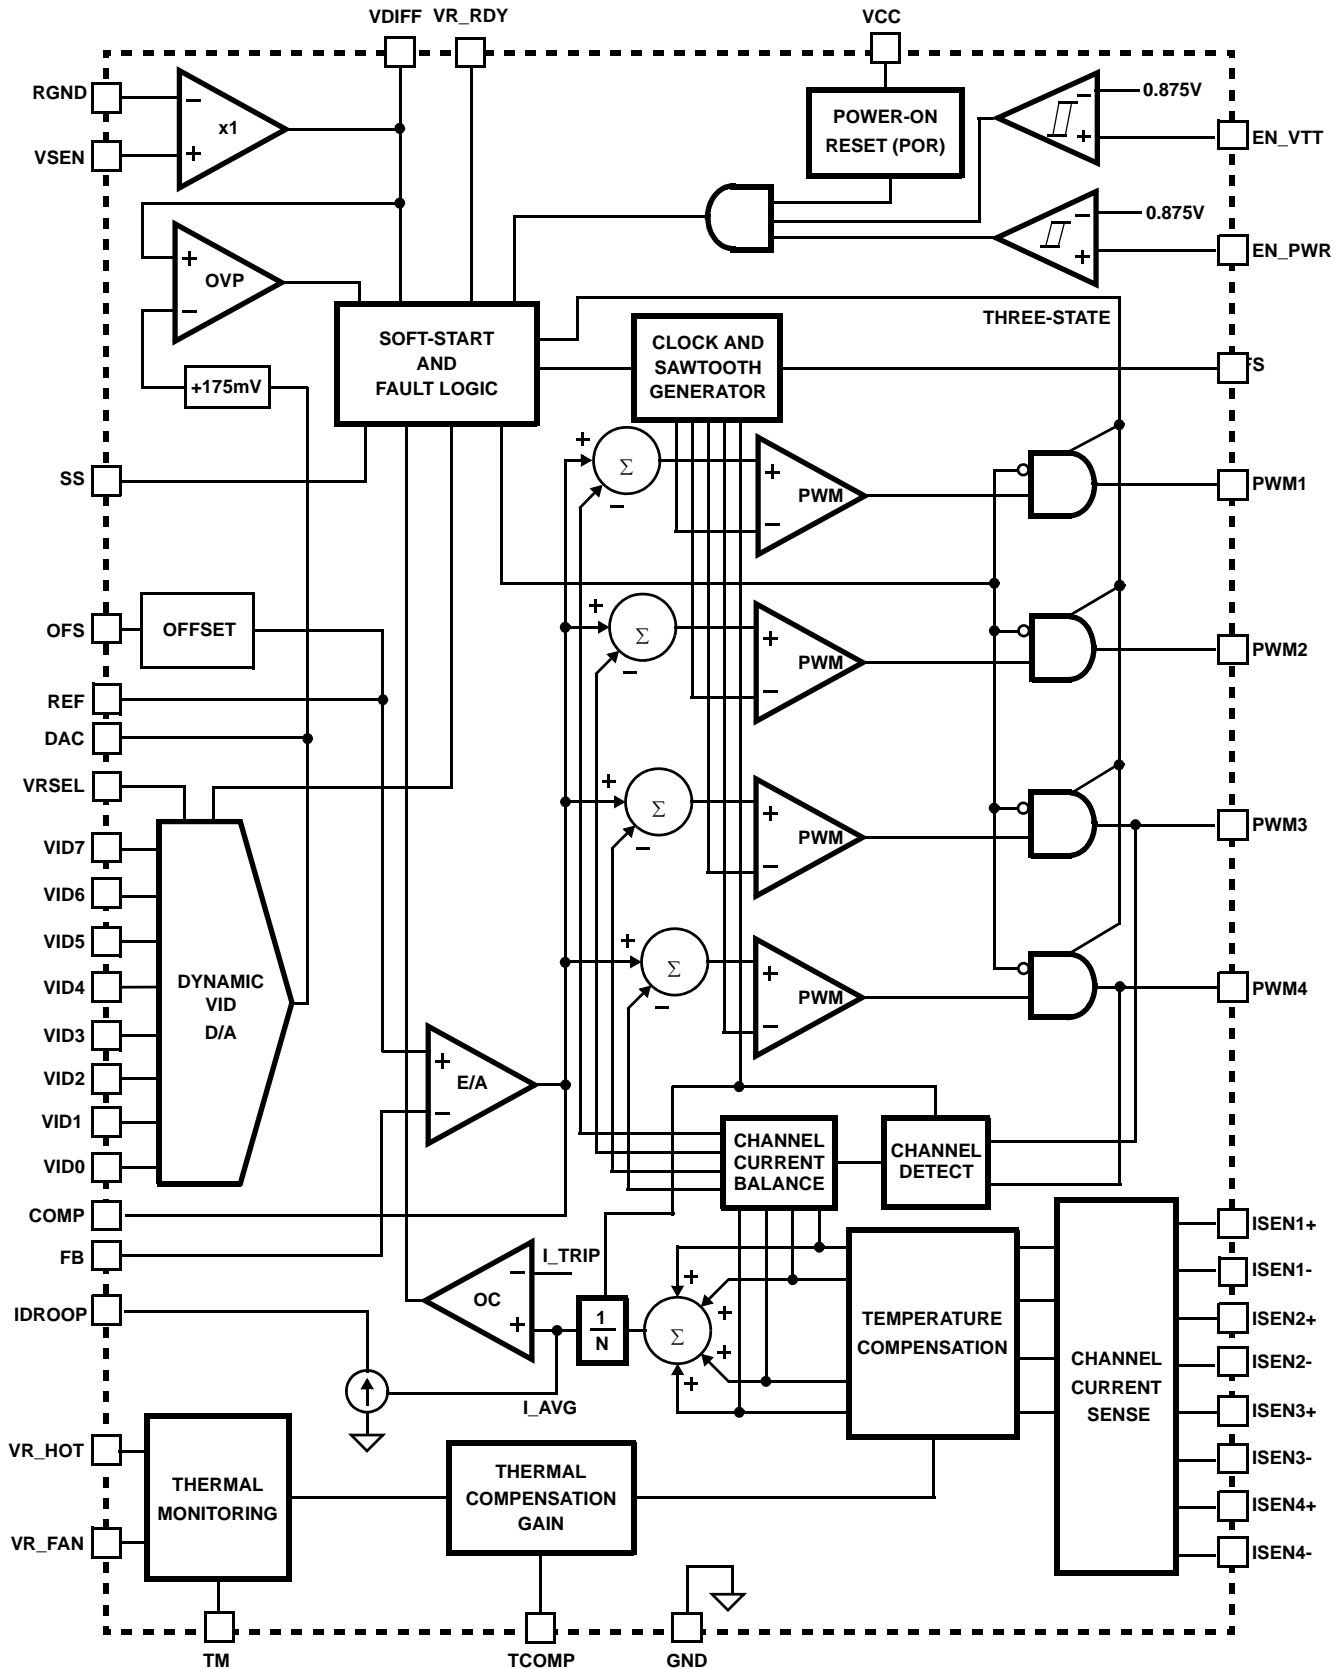 VDIFF VR_RDY VCC
RGND
VSEN
−
x1
+
POWER-ON
RESET (POR)
−
+
0.875V
EN_VTT
−
+
0.875V
EN_PWR
+
OVP
−
+175mV
SOFT-START
AND
FAULT LOGIC
CLOCK AND
SAWTOOTH
GENERATOR
THREE-STATE
FS
SS
+
Σ
−
+
PWM
−
PWM1
OFS
OFFSET
+
Σ
−
+
PWM
−
PWM2
REF
DAC
VRSEL
+
Σ
−
+
PWM
−
PWM3
VID7
VID6
VID5
VID4
VID3
VID2
VID1
VID0
DYNAMIC
VID
D/A
+
Σ
−
+
PWM
−
PWM4
+
E/A
−
CHANNEL
CURRENT
BALANCE
CHANNEL
DETECT
COMP
FB
IDROOP
I_TRIP
−
OC
+
1
N
I_AVG
+
+
Σ
+
+
TEMPERATURE
COMPENSATION
CHANNEL
CURRENT
SENSE
ISEN1+
ISEN1-
ISEN2+
ISEN2-
ISEN3+
ISEN3-
ISEN4+
ISEN4-
VR_HOT
VR_FAN
THERMAL
MONITORING
THERMAL
COMPENSATION
GAIN
TM
TCOMP
GND